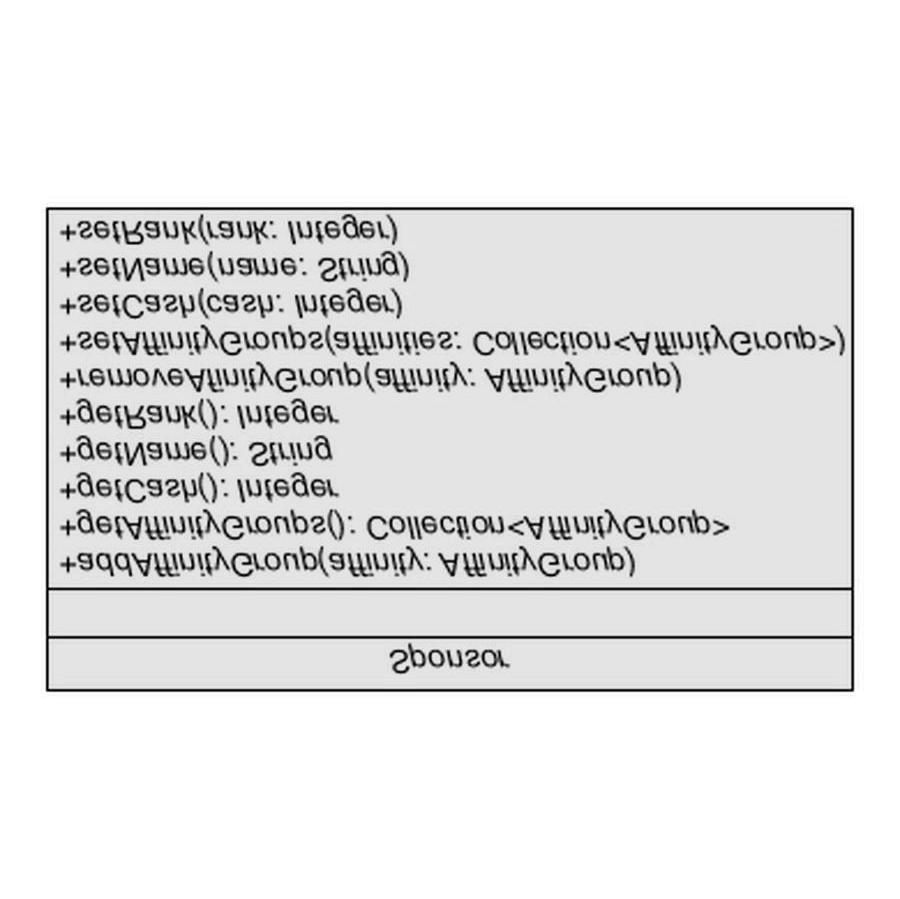 Sponsor
+addAffinityGroup(affinity: AffinityGroup)
+getAffinityGroups(): Collection<AffinityGroup>
+getCash(): Integer
+getName(): String
+getRank(): Integer
+removeAfinityGroup(affinity: AffinityGroup)
+setAffinityGroups(affinities: Collection<AffinityGroup>)
+setCash(cash: Integer)
+setName(name: String)
+setRank(rank: Integer)